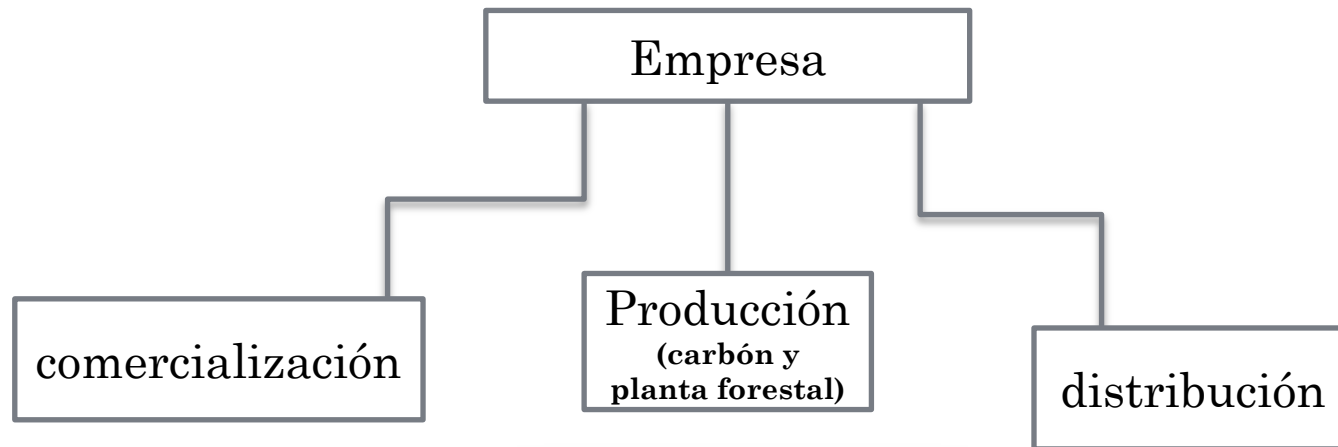 Empresa
comercialización
Producción
(carbón y
planta forestal)
distribución